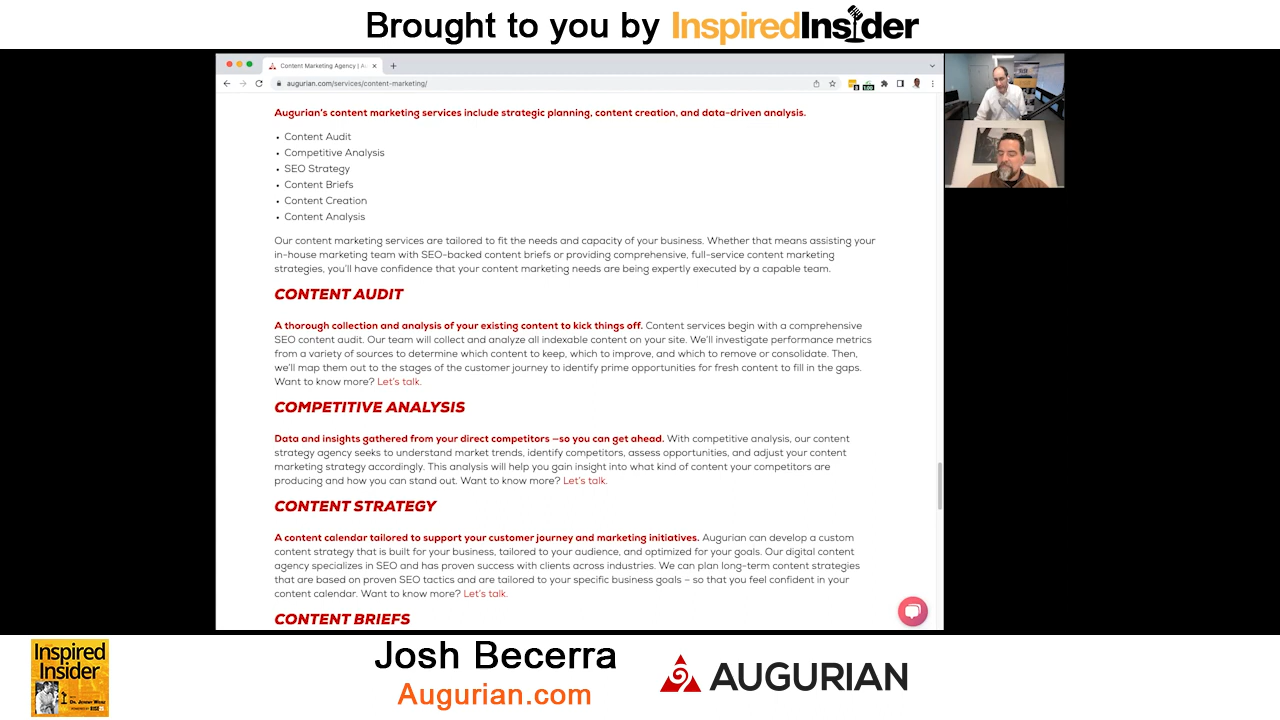 Brought to you by InspiredInsider
Content Marketing Agency | A
augurian.com/services/content-marketing/
Augurian's content marketing services include strategic planning, content creation, and data-driven analysis.
• Content Audit
• Competitive Analysis
• SEO Strategy
• Content Briefs
• Content Creation
• Content Analysis
Our content marketing services are tailored to fit the needs and capacity of your business. Whether that means assisting your
in-house marketing team with SEO-backed content briefs or providing comprehensive, full-service content marketing
strategies, you'll have confidence that your content marketing needs are being expertly executed by a capable team.
CONTENT AUDIT
A thorough collection and analysis of your existing content to kick things off. Content services begin with a comprehensive
SEO content audit. Our team will collect and analyze all indexable content on your site. We'll investigate performance metrics
from a variety of sources to determine which content to keep, which to improve, and which to remove or consolidate. Then,
we'll map them out to the stages of the customer journey to identify prime opportunities for fresh content to fill in the gaps.
Want to know more? Let's talk.
COMPETITIVE ANALYSIS
Data and insights gathered from your direct competitors —so you can get ahead. With competitive analysis, our content
strategy agency seeks to understand market trends, identify competitors, assess opportunities, and adjust your content
marketing strategy accordingly. This analysis will help you gain insight into what kind of content your competitors are
producing and how you can stand out. Want to know more? Let's talk.
CONTENT STRATEGY
A content calendar tailored to support your customer journey and marketing initiatives. Augurian can develop a custom
content strategy that is built for your business, tailored to your audience, and optimized for your goals. Our digital content
agency specializes in SEO and has proven success with clients across industries. We can plan long-term content strategies
that are based on proven SEO tactics and are tailored to your specific business goals – so that you feel confident in your
content calendar. Want to know more? Let's talk.
CONTENT BRIEFS
Inspired
Insider
Josh Becerra
Augurian.com
AUGURIAN